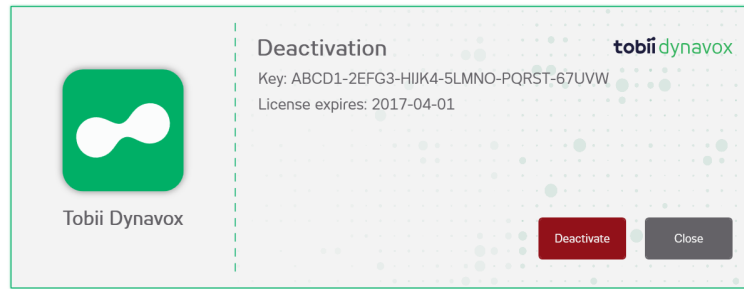 Deactivation
tobii dynavox
Key: ABCD1-2EFG3-HIJK4-5LMNO-PQRST-67UVW
License expires: 2017-04-01
Tobii Dynavox
Deactivate
Close